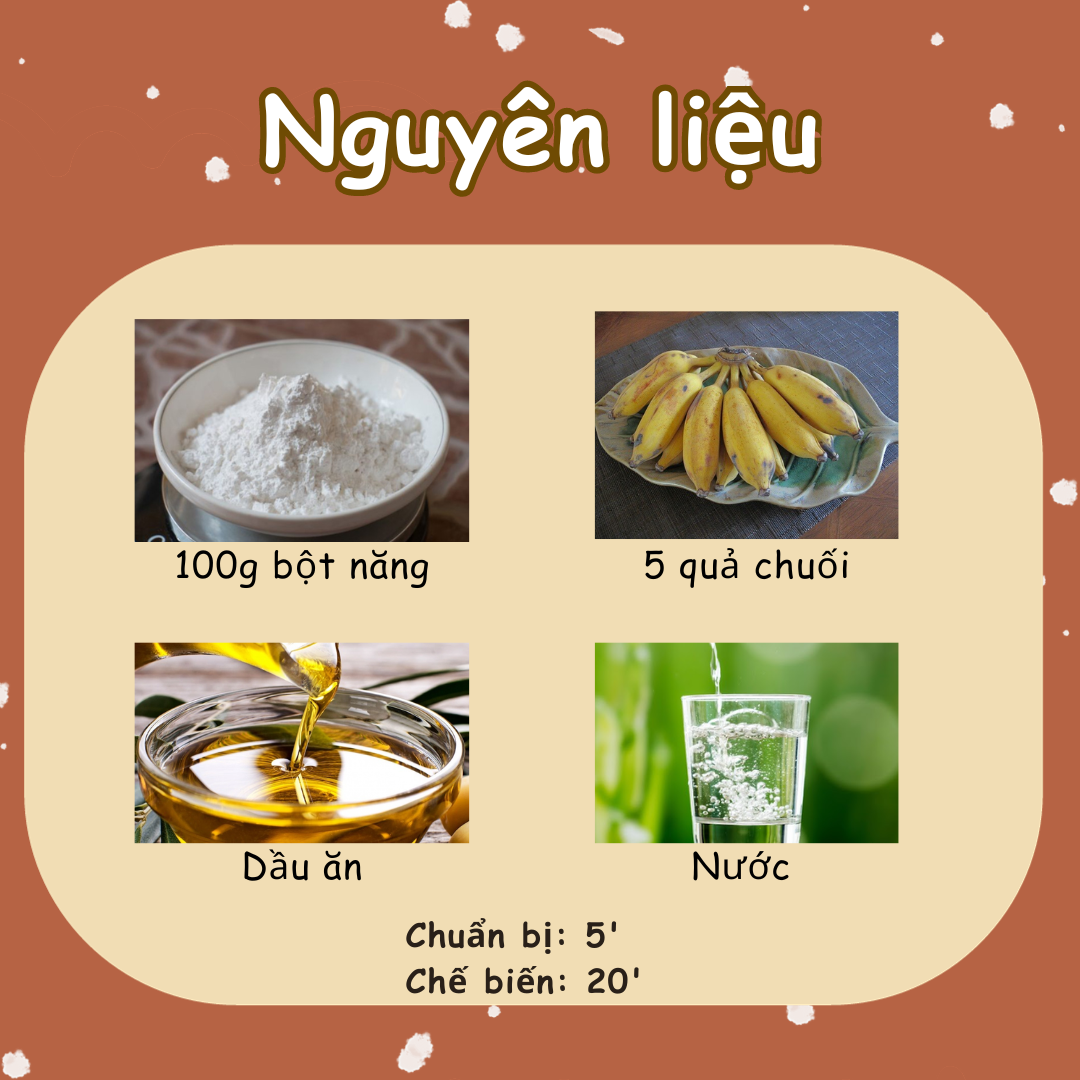 Nguyên liệu
100g bột năng
5 quả chuối
Dầu ăn
Nước
Chuẩn bị: 5'
Chế biến: 20'